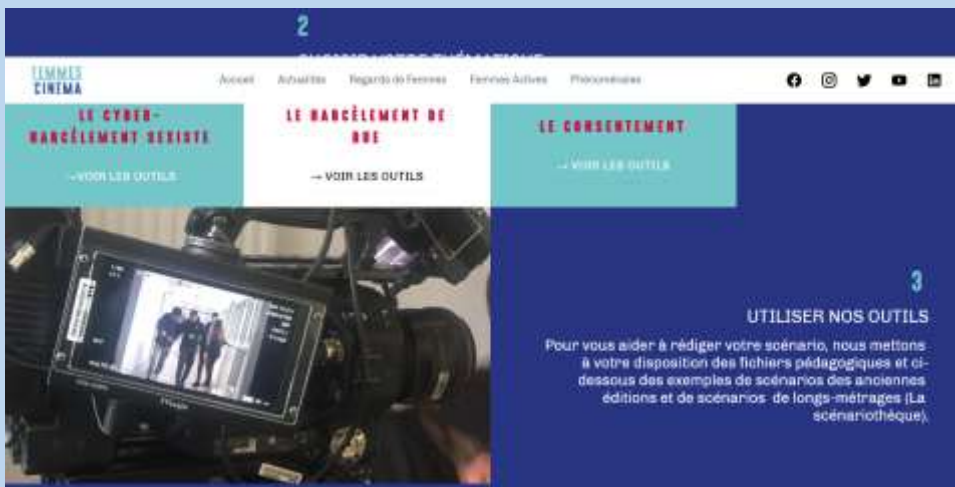 2
CHOISIR VOTRE THÉMATIQUE
FEMMES
CINEMA
Accueil Actualités Regards de Femmes Femmes Actives Phénoménales
LE CYBER-
HARCÈLEMENT SEXISTE
→ VOIR LES OUTILS
LE HARCÈLEMENT DE
RUE
→ VOIR LES OUTILS
LE CONSENTEMENT
→ VOIR LES OUTILS
3
UTILISER NOS OUTILS
Pour vous aider à rédiger votre scénario, nous mettons
à votre disposition des fichiers pédagogiques et ci-
dessous des exemples de scénarios des anciennes
éditions et de scénarios de longs-métrages (La
scénariothèque).